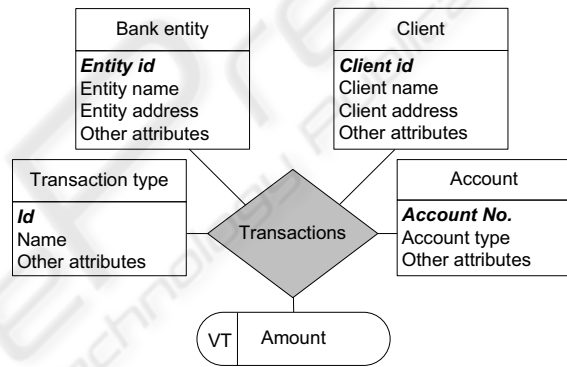 Bank entity
Entity id
Entity name
Entity address
Other attributes
Client
Client id
Client name
Client address
Other attributes
Transaction type
Id
Name
Other attributes
Transactions
Account
Account No.
Account type
Other attributes
VT
Amount